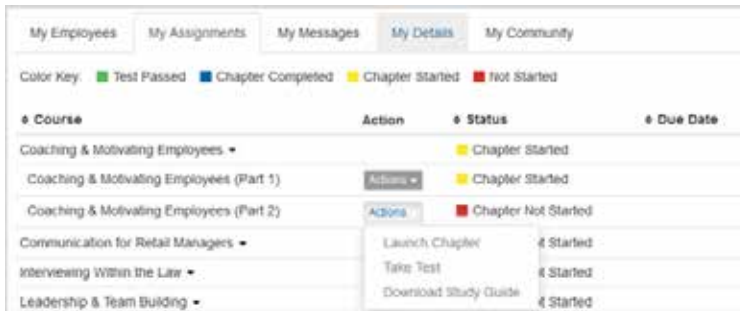 My Employees My Assignments My Messages My Details My Community
Color Key: Test Passed Chapter Completed Chapter Started Not Started
Course Action Status Due Date
Coaching & Motivating Employees Chapter Started
Coaching & Motivating Employees (Part 1) Actions Chapter Started
Coaching & Motivating Employees (Part 2) Actions Chapter Not Started
Communication for Retail Managers Launch Chapter t Started
Interviewing Within the Law Take Test t Started
Leadership & Team Building Download Study Guide t Started